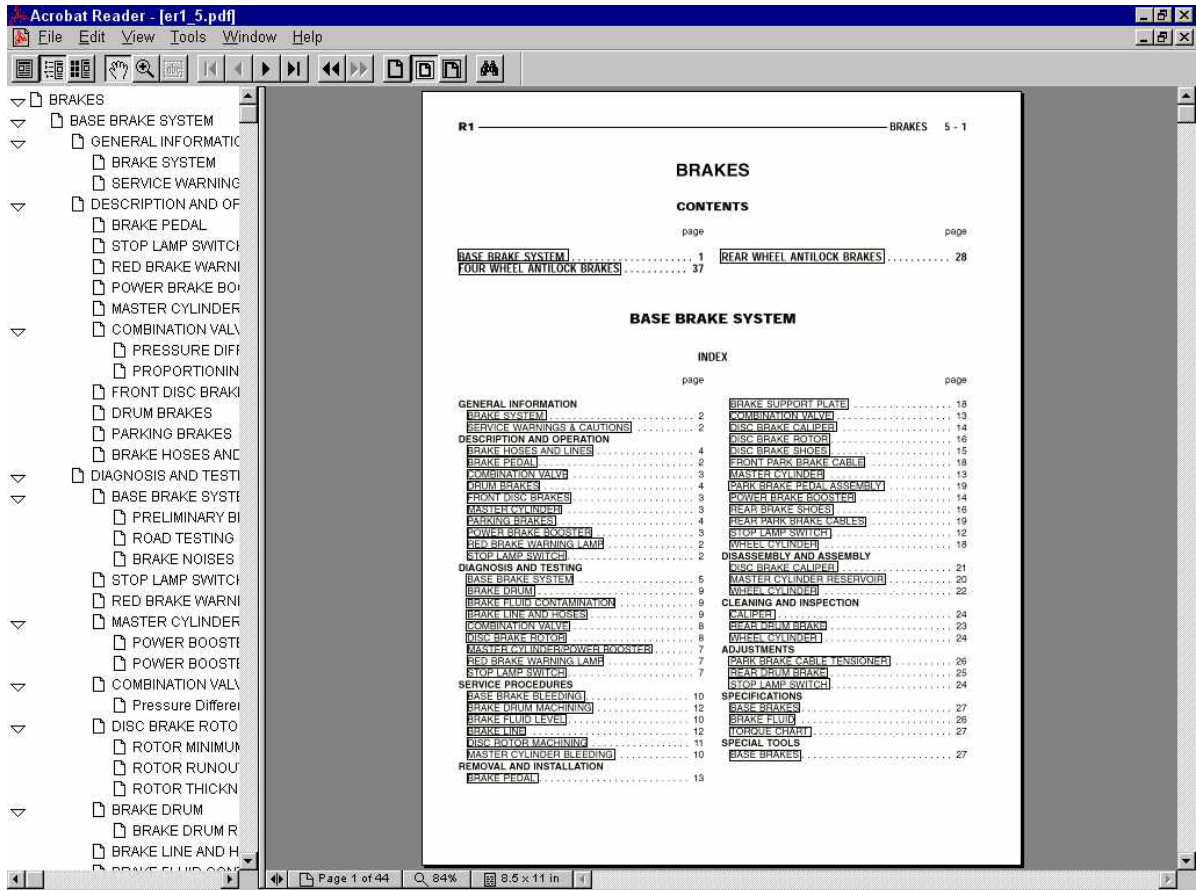 Acrobat Reader - [er1_5.pdf]
File Edit View Tools Window Help
BRAKES
BASE BRAKE SYSTEM
GENERAL INFORMATIO
BRAKE SYSTEM
SERVICE WARNING
DESCRIPTION AND OF
BRAKE PEDAL
STOP LAMP SWITCH
RED BRAKE WARNI
POWER BRAKE BO
MASTER CYLINDER
COMBINATION VALV
PRESSURE DIFF
PROPORTIONIN
FRONT DISC BRAKE
DRUM BRAKES
PARKING BRAKES
BRAKE HOSES AND
DIAGNOSIS AND TESTI
BASE BRAKE SYSTE
PRELIMINARY B
ROAD TESTING
BRAKE NOISES
STOP LAMP SWITCH
RED BRAKE WARNI
MASTER CYLINDER
POWER BOOSTE
POWER BOOSTE
COMBINATION VALV
Pressure Differe
DISC BRAKE ROTO
ROTOR MINIMUM
ROTOR RUNOU
ROTOR THICKN
BRAKE DRUM
BRAKE DRUM R
BRAKE LINE AND H
BRAKE FLUID CON
R1 BRAKES 5 - 1
BRAKES
CONTENTS
page page
BASE BRAKE SYSTEM . . . . . . . . . . . . . . . . . . . . . 1
FOUR WHEEL ANTILOCK BRAKES . . . . . . . . . . . 37
REAR WHEEL ANTILOCK BRAKES . . . . . . . . . . 28
BASE BRAKE SYSTEM
INDEX
page page
GENERAL INFORMATION
BRAKE SYSTEM . . . . . . . . . . 2
SERVICE WARNINGS & CAUTIONS . . . . . . . . . . 2
DESCRIPTION AND OPERATION
BRAKE HOSES AND LINES . . . . . . . . . . 4
BRAKE PEDAL . . . . . . . . . . 2
COMBINATION VALVE . . . . . . . . . . 3
DRUM BRAKES . . . . . . . . . . 4
FRONT DISC BRAKES . . . . . . . . . . 3
MASTER CYLINDER . . . . . . . . . . 3
PARKING BRAKES . . . . . . . . . . 4
POWER BRAKE BOOSTER . . . . . . . . . . 3
RED BRAKE WARNING LAMP . . . . . . . . . . 2
STOP LAMP SWITCH . . . . . . . . . . 2
DIAGNOSIS AND TESTING
BASE BRAKE SYSTEM . . . . . . . . . . 5
BRAKE DRUM . . . . . . . . . . 9
BRAKE FLUID CONTAMINATION . . . . . . . . . . 9
BRAKE LINE AND HOSES . . . . . . . . . . 9
COMBINATION VALVE . . . . . . . . . . 8
DISC BRAKE ROTOR . . . . . . . . . . 8
MASTER CYLINDER/POWER BOOSTER . . . . . . . 7
RED BRAKE WARNING LAMP . . . . . . . . . . 7
STOP LAMP SWITCH . . . . . . . . . . 7
SERVICE PROCEDURES
BASE BRAKE BLEEDING . . . . . . . . . . 10
BRAKE DRUM MACHINING . . . . . . . . . . 12
BRAKE FLUID LEVEL . . . . . . . . . . 10
BRAKE LINE . . . . . . . . . . 12
DISC ROTOR MACHINING . . . . . . . . . . 11
MASTER CYLINDER BLEEDING . . . . . . . . . . 10
REMOVAL AND INSTALLATION
BRAKE PEDAL . . . . . . . . . . 13
BRAKE SUPPORT PLATE . . . . . . . . . . 18
COMBINATION VALVE . . . . . . . . . . 13
DISC BRAKE CALIPER . . . . . . . . . . 14
DISC BRAKE ROTOR . . . . . . . . . . 16
DISC BRAKE SHOES . . . . . . . . . . 15
FRONT PARK BRAKE CABLE . . . . . . . . . . 18
MASTER CYLINDER . . . . . . . . . . 13
PARK BRAKE PEDAL ASSEMBLY . . . . . . . . . . 19
POWER BRAKE BOOSTER . . . . . . . . . . 14
REAR BRAKE SHOES . . . . . . . . . . 16
REAR PARK BRAKE CABLES . . . . . . . . . . 19
STOP LAMP SWITCH . . . . . . . . . . 12
WHEEL CYLINDER . . . . . . . . . . 18
DISASSEMBLY AND ASSEMBLY
DISC BRAKE CALIPER . . . . . . . . . . 21
MASTER CYLINDER RESERVOIR . . . . . . . . . . 20
WHEEL CYLINDER . . . . . . . . . . 22
CLEANING AND INSPECTION
CALIPER . . . . . . . . . . 24
REAR DRUM BRAKE . . . . . . . . . . 23
WHEEL CYLINDER . . . . . . . . . . 24
ADJUSTMENTS
PARK BRAKE CABLE TENSIONER . . . . . . . . . . 26
REAR DRUM BRAKE . . . . . . . . . . 25
STOP LAMP SWITCH . . . . . . . . . . 24
SPECIFICATIONS
BASE BRAKES . . . . . . . . . . 27
BRAKE FLUID . . . . . . . . . . 26
TORQUE CHART . . . . . . . . . . 27
SPECIAL TOOLS
BASE BRAKES . . . . . . . . . . 27
Page 1 of 44 84% 8.5 x 11 in